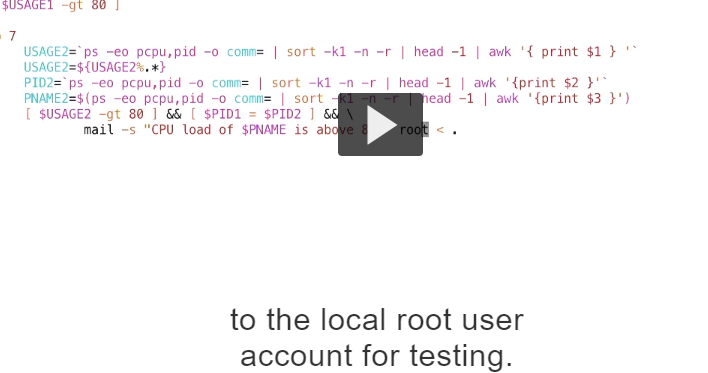 $USAGE1 -gt 80 ]
7
USAGE2=`ps -eo pcpu,pid -o comm= | sort -k1 -n -r | head -1 | awk '{ print $1 } '`
USAGE2=${USAGE2%.*}
PID2=`ps -eo pcpu,pid -o comm= | sort -k1 -n -r | head -1 | awk '{print $2 }'`
PNAME2=$(ps -eo pcpu,pid -o comm= | sort -k1 -n -r | head -1 | awk '{print $3 }')
[ $USAGE2 -gt 80 ] && [ $PID1 = $PID2 ] && \
mail -s "CPU load of $PNAME is above 8 root < .
to the local root user
account for testing.